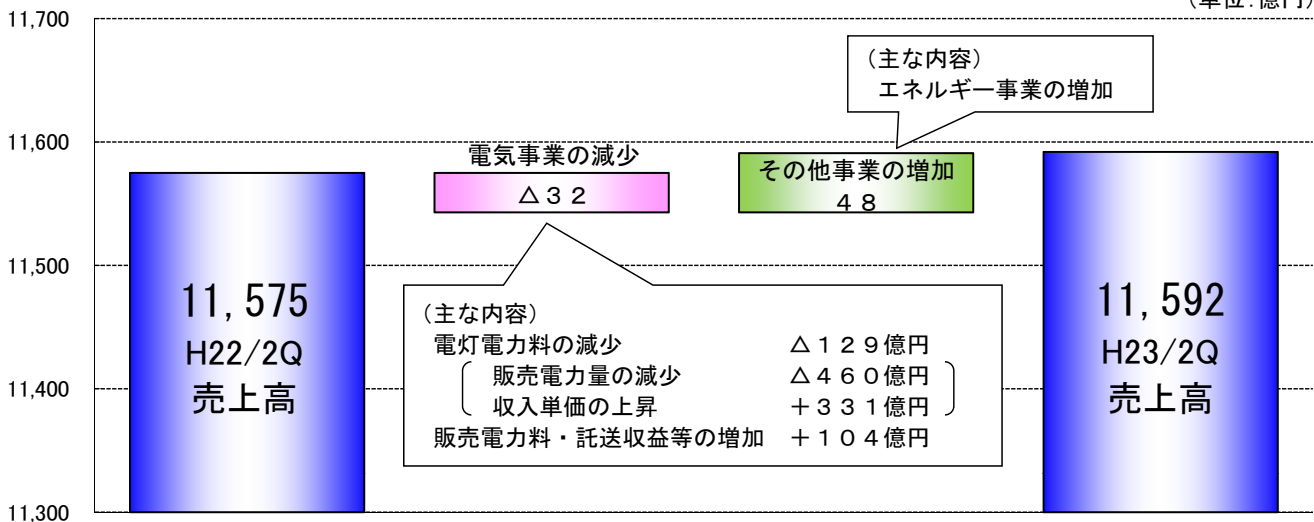 （単位：億円）
11,700
11,600
11,500
11,400
11,300
（主な内容）
エネルギー事業の増加
電気事業の減少
△３２
その他事業の増加
４８
11,575
H22/2Q
売上高
（主な内容）
電灯電力料の減少　△１２９億円
販売電力量の減少　△４６０億円
収入単価の上昇　＋３３１億円
販売電力料・託送収益等の増加　＋１０４億円
11,592
H23/2Q
売上高